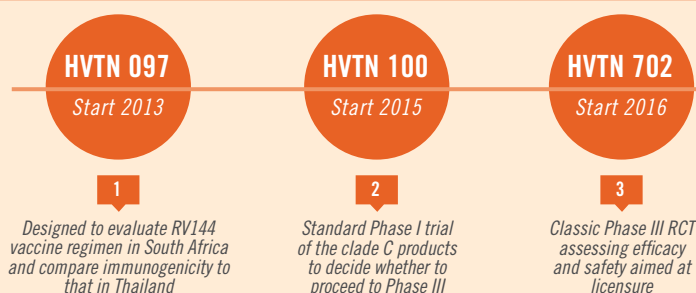 HVTN 097
Start 2013
1
Designed to evaluate RV144
vaccine regimen in South Africa
and compare immunogenicity to
that in Thailand
HVTN 100
Start 2015
2
Standard Phase I trial
of the clade C products
to decide whether to
proceed to Phase III
HVTN 702
Start 2016
3
Classic Phase III RCT
assessing efficacy
and safety aimed at
licensure